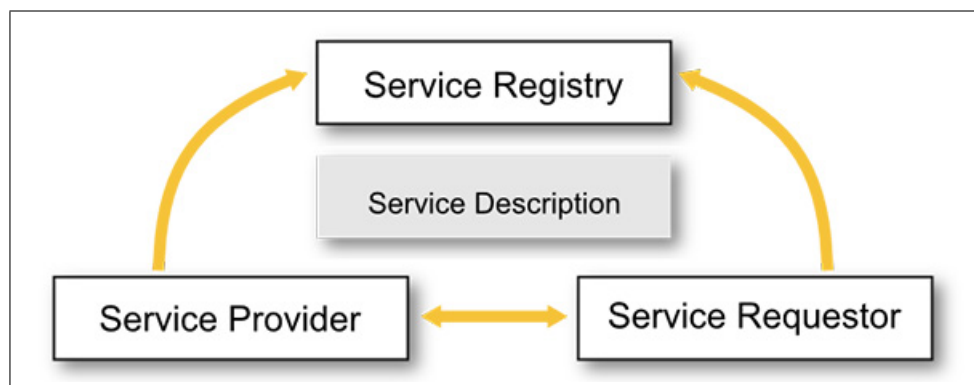 Service Registry
Service Description
Service Provider
Service Requestor